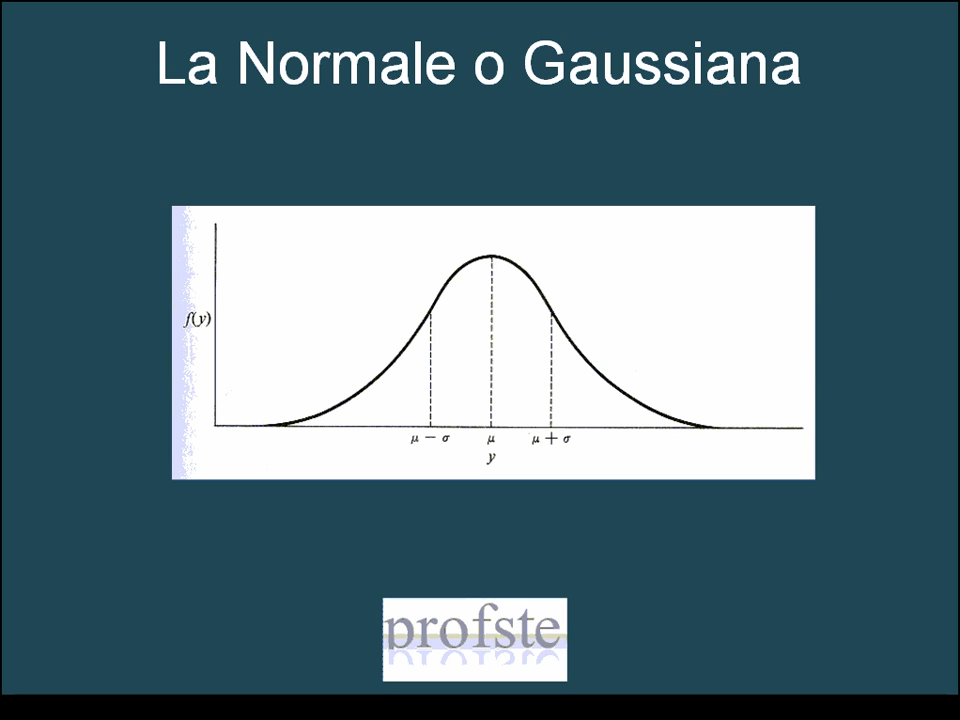 La Normale o Gaussiana
f(y)
μ − σ μ μ + σ
y
profste